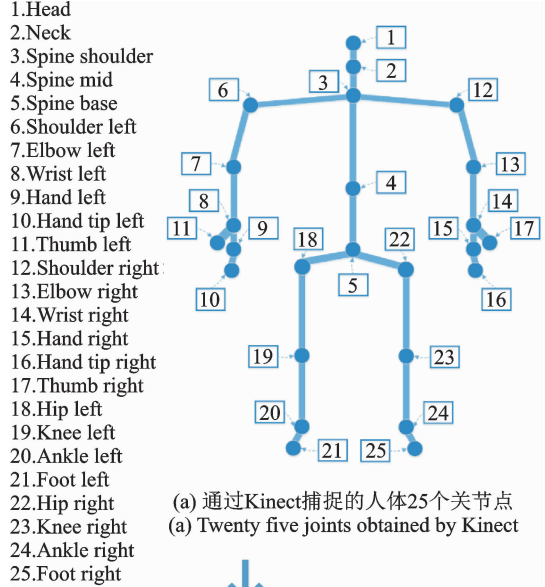 1.Head
2.Neck
3.Spine shoulder
4.Spine mid
5.Spine base
6.Shoulder left
7.Elbow left
8.Wrist left
9.Hand left
10.Hand tip left
11.Thumb left
12.Shoulder right
13.Elbow right
14.Wrist right
15.Hand right
16.Hand tip right
17.Thumb right
18.Hip left
19.Knee left
20.Ankle left
21.Foot left
22.Hip right
23.Knee right
24.Ankle right
25.Foot right
1
2
3
6
12
7
13
4
8
14
11
9
15
17
18
22
10
5
16
19
23
20
24
21
25
(a) 通过Kinect捕捉的人体25个关节点
(a) Twenty five joints obtained by Kinect